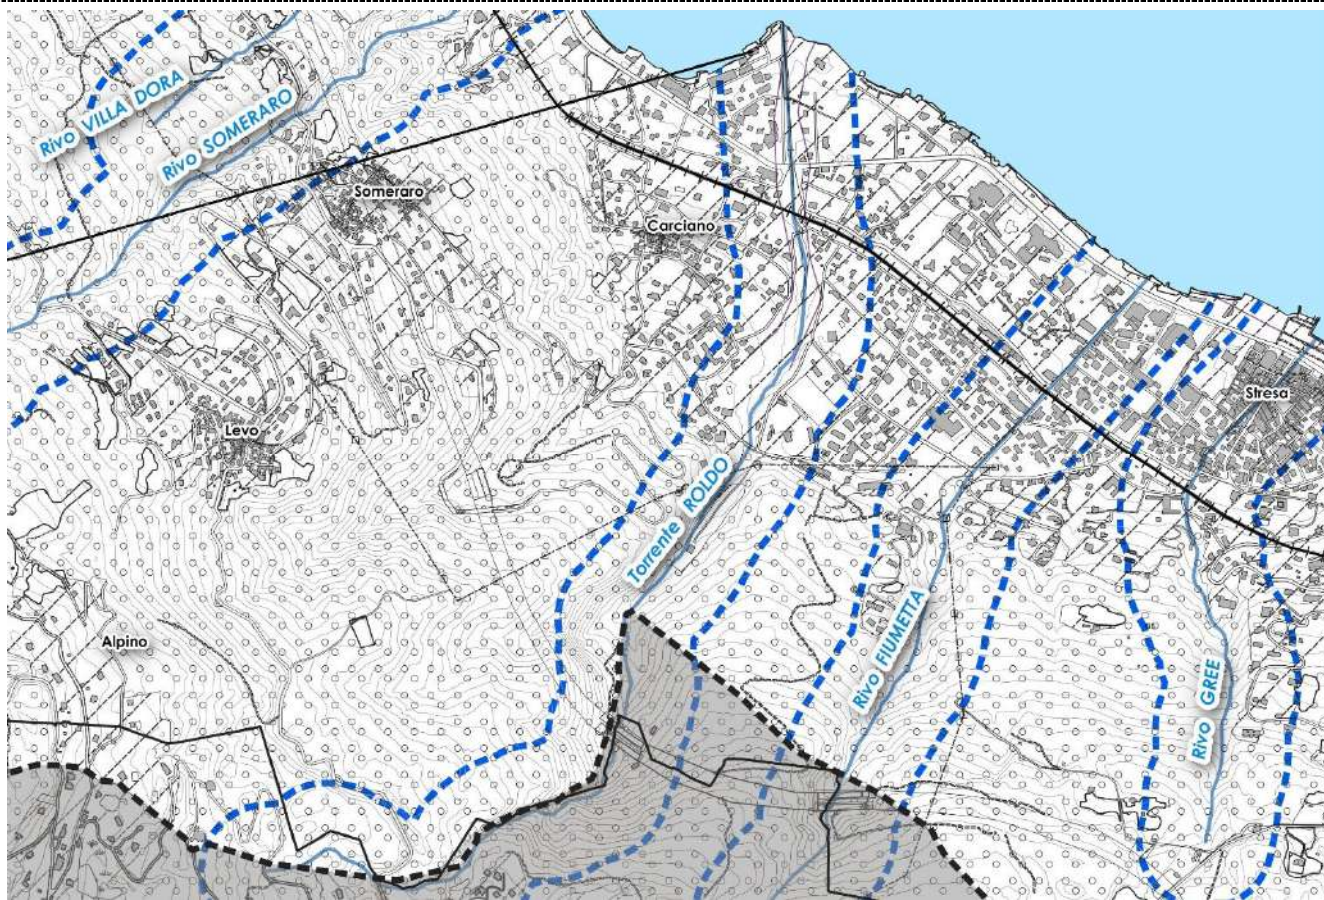 Rivo VILLA DORA
Rivo SOMERARO
Someraro
Carciano
Levo
Stresa
Torrente ROLDO
Alpino
Rivo FIUMETTA
Rivo GREE